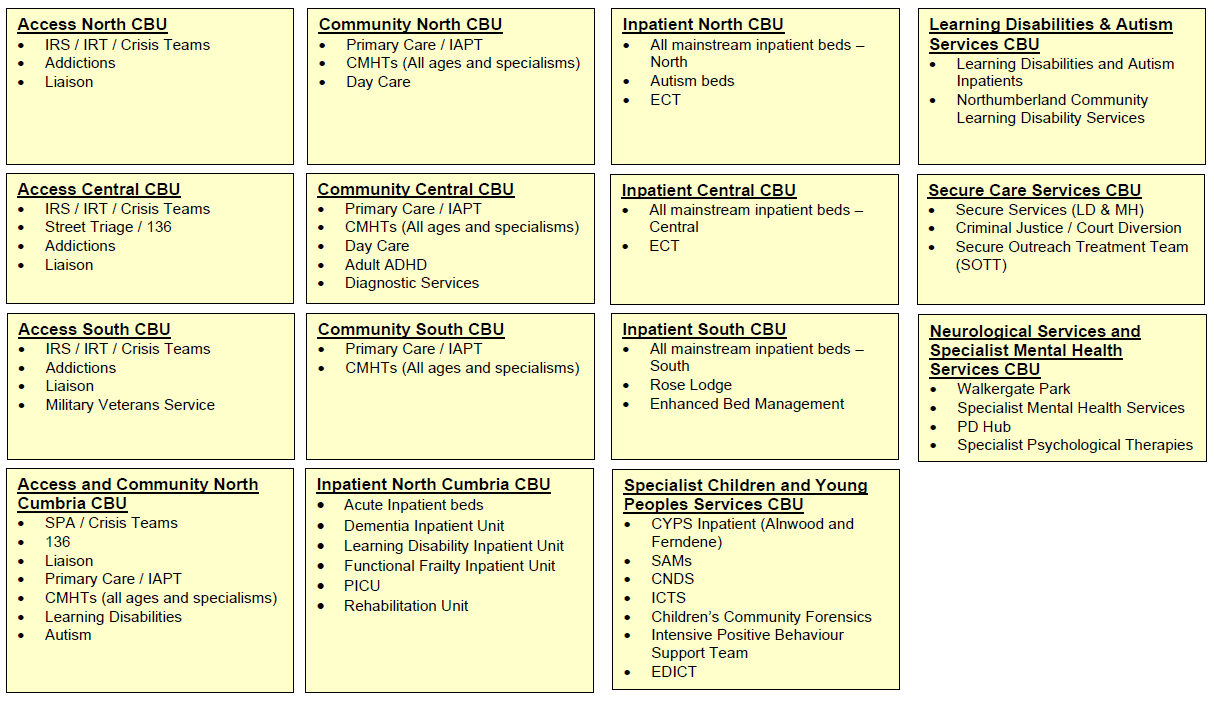 Access North CBU
• IRS / IRT / Crisis Teams
• Addictions
• Liaison
Community North CBU
• Primary Care / IAPT
• CMHTs (All ages and specialisms)
• Day Care
Inpatient North CBU
• All mainstream inpatient beds –
North
• Autism beds
• ECT
Learning Disabilities & Autism
Services CBU
• Learning Disabilities and Autism
Inpatients
• Northumberland Community
Learning Disability Services
Access Central CBU
• IRS / IRT / Crisis Teams
• Street Triage / 136
• Addictions
• Liaison
Community Central CBU
• Primary Care / IAPT
• CMHTs (All ages and specialisms)
• Day Care
• Adult ADHD
• Diagnostic Services
Inpatient Central CBU
• All mainstream inpatient beds –
Central
• ECT
Secure Care Services CBU
• Secure Services (LD & MH)
• Criminal Justice / Court Diversion
• Secure Outreach Treatment Team
(SOTT)
Access South CBU
• IRS / IRT / Crisis Teams
• Addictions
• Liaison
• Military Veterans Service
Community South CBU
• Primary Care / IAPT
• CMHTs (All ages and specialisms)
Inpatient South CBU
• All mainstream inpatient beds –
South
• Rose Lodge
• Enhanced Bed Management
Neurological Services and
Specialist Mental Health
Services CBU
• Walkergate Park
• Specialist Mental Health Services
• PD Hub
• Specialist Psychological Therapies
Access and Community North
Cumbria CBU
• SPA / Crisis Teams
• 136
• Liaison
• Primary Care / IAPT
• CMHTs (all ages and specialisms)
• Learning Disabilities
• Autism
Inpatient North Cumbria CBU
• Acute Inpatient beds
• Dementia Inpatient Unit
• Learning Disability Inpatient Unit
• Functional Frailty Inpatient Unit
• PICU
• Rehabilitation Unit
Specialist Children and Young
Peoples Services CBU
• CYPS Inpatient (Alnwood and
Ferndene)
• SAMs
• CNDS
• ICTS
• Children’s Community Forensics
• Intensive Positive Behaviour
Support Team
• EDICT